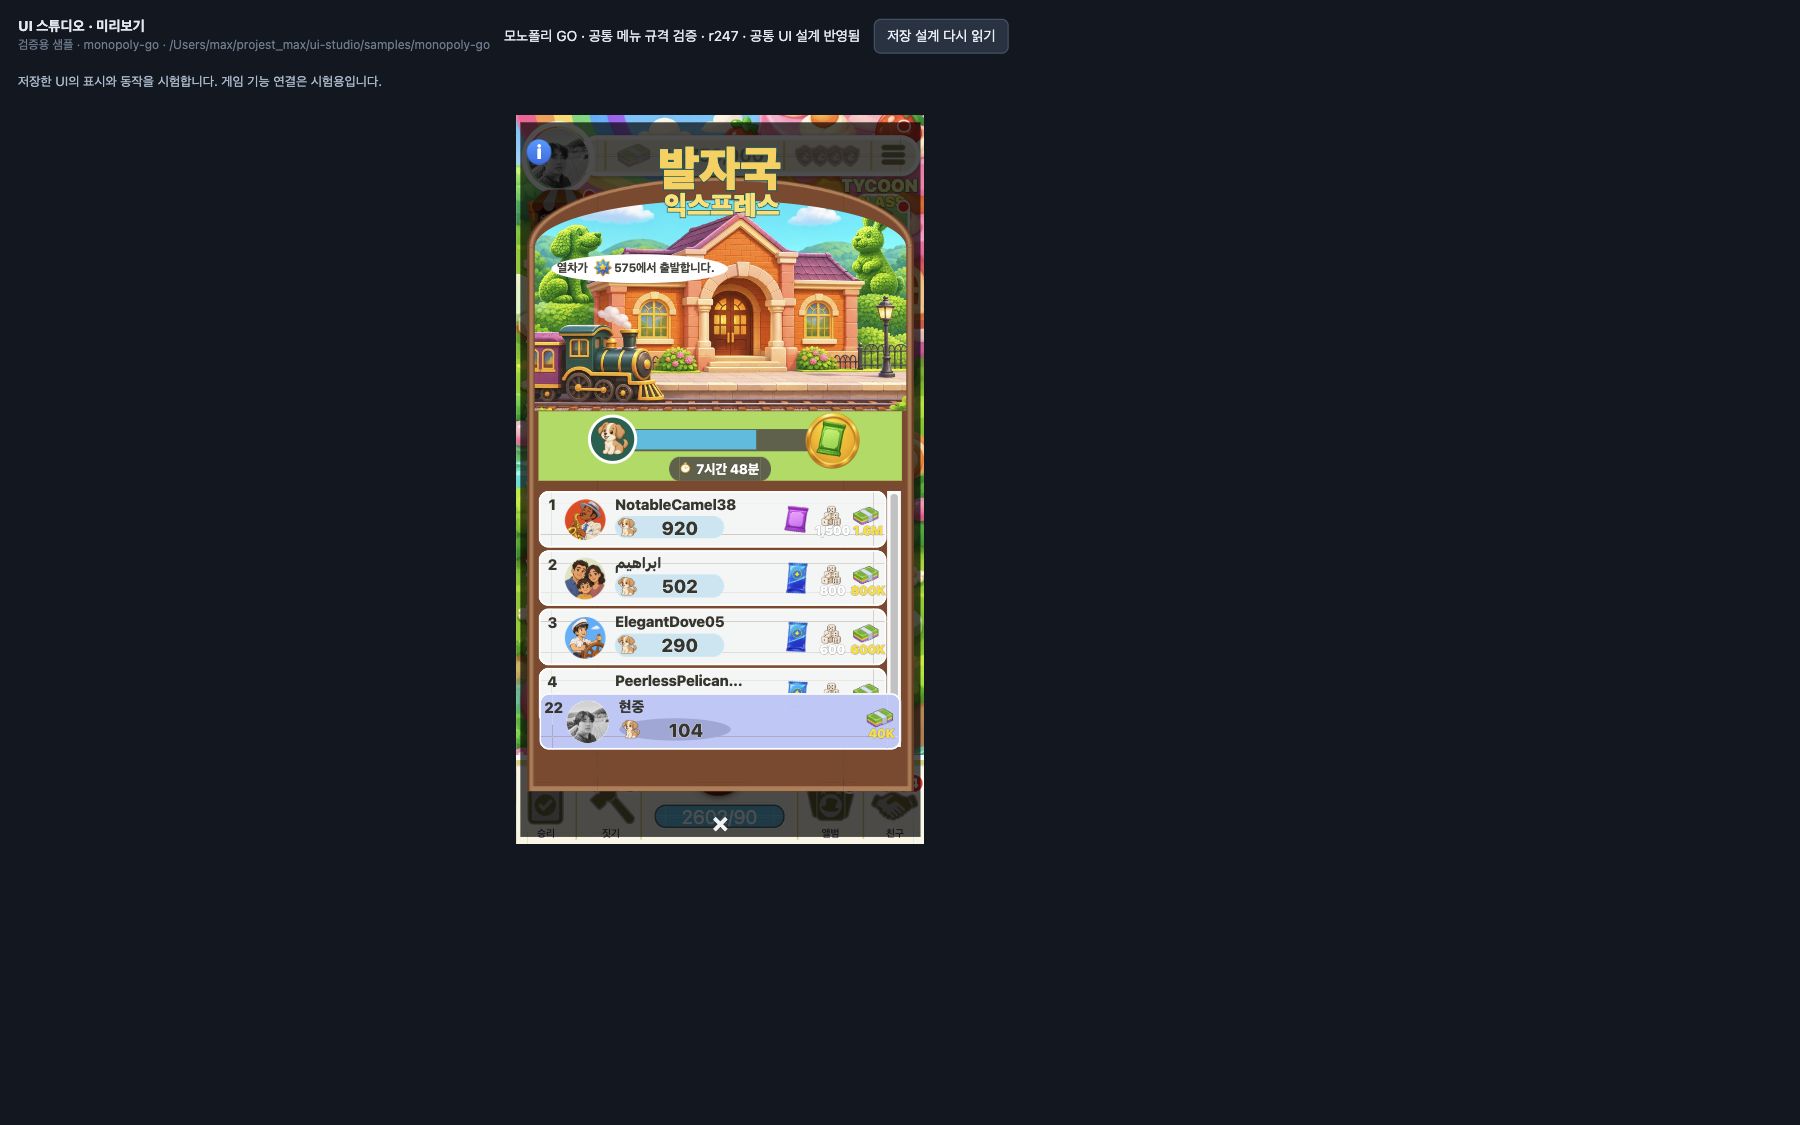 UI 스튜디오 · 미리보기
검증용 샘플 · monopoly-go · /Users/max/projest_max/ui-studio/samples/monopoly-go
모노폴리 GO · 공통 메뉴 규격 검증 · r247 · 공통 UI 설계 반영됨
저장 설계 다시 읽기
저장한 UI의 표시와 동작을 시험합니다. 게임 기능 연결은 시험용입니다.
발자국
익스프레스
TYCOON
열차가 575에서 출발합니다.
7시간 48분
1 NotableCamel38
920
1,500 1.6M
2 ابراهيم
502
800 800K
3 ElegantDove05
290
600 600K
4 PeerlessPelican...
22 현중
104
40K
승리
짓기
앨범
친구